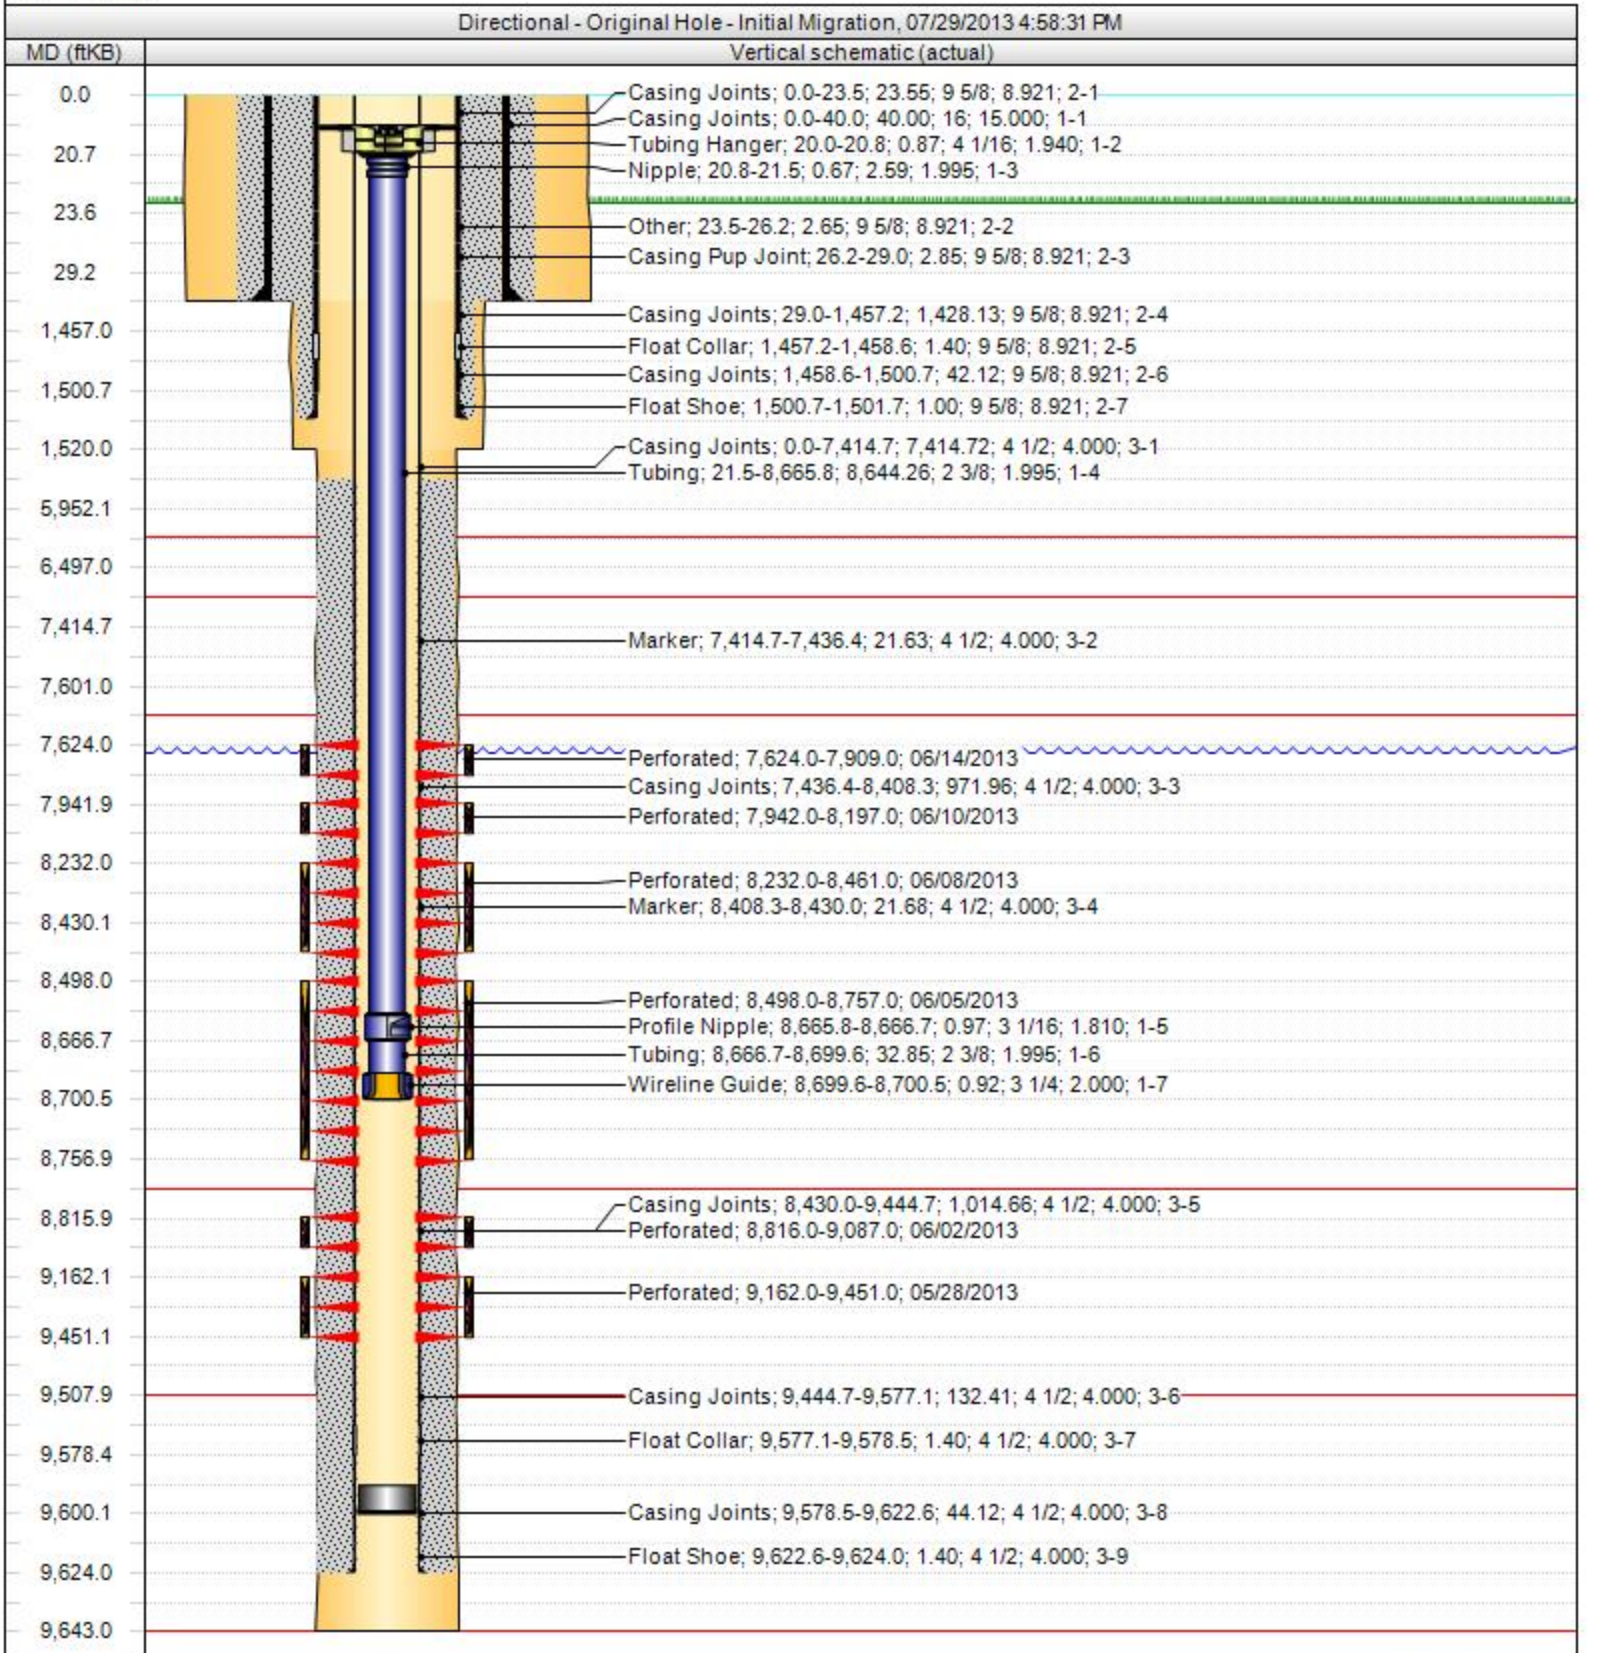 Directional - Original Hole - Initial Migration, 07/29/2013 4:58:31 PM
MD (ftKB)
Vertical schematic (actual)
0.0
20.7
23.6
29.2
1,457.0
1,500.7
1,520.0
5,952.1
6,497.0
7,414.7
7,601.0
7,624.0
7,941.9
8,232.0
8,430.1
8,498.0
8,666.7
8,700.5
8,756.9
8,815.9
9,162.1
9,451.1
9,507.9
9,578.4
9,600.1
9,624.0
9,643.0
Casing Joints; 0.0-23.5; 23.55; 9 5/8; 8.921; 2-1
Casing Joints; 0.0-40.0; 40.00; 16; 15.000; 1-1
Tubing Hanger; 20.0-20.8; 0.87; 4 1/16; 1.940; 1-2
Nipple; 20.8-21.5; 0.67; 2.59; 1.995; 1-3
Other; 23.5-26.2; 2.65; 9 5/8; 8.921; 2-2
Casing Pup Joint; 26.2-29.0; 2.85; 9 5/8; 8.921; 2-3
Casing Joints; 29.0-1,457.2; 1,428.13; 9 5/8; 8.921; 2-4
Float Collar; 1,457.2-1,458.6; 1.40; 9 5/8; 8.921; 2-5
Casing Joints; 1,458.6-1,500.7; 42.12; 9 5/8; 8.921; 2-6
Float Shoe; 1,500.7-1,501.7; 1.00; 9 5/8; 8.921; 2-7
Casing Joints; 0.0-7,414.7; 7,414.72; 4 1/2; 4.000; 3-1
Tubing; 21.5-8,665.8; 8,644.26; 2 3/8; 1.995; 1-4
Marker; 7,414.7-7,436.4; 21.63; 4 1/2; 4.000; 3-2
Perforated; 7,624.0-7,909.0; 06/14/2013
Casing Joints; 7,436.4-8,408.3; 971.96; 4 1/2; 4.000; 3-3
Perforated; 7,942.0-8,197.0; 06/10/2013
Perforated; 8,232.0-8,461.0; 06/08/2013
Marker; 8,408.3-8,430.0; 21.68; 4 1/2; 4.000; 3-4
Perforated; 8,498.0-8,757.0; 06/05/2013
Profile Nipple; 8,665.8-8,666.7; 0.97; 3 1/16; 1.810; 1-5
Tubing; 8,666.7-8,699.6; 32.85; 2 3/8; 1.995; 1-6
Wireline Guide; 8,699.6-8,700.5; 0.92; 3 1/4; 2.000; 1-7
Casing Joints; 8,430.0-9,444.7; 1,014.66; 4 1/2; 4.000; 3-5
Perforated; 8,816.0-9,087.0; 06/02/2013
Perforated; 9,162.0-9,451.0; 05/28/2013
Casing Joints; 9,444.7-9,577.1; 132.41; 4 1/2; 4.000; 3-6
Float Collar; 9,577.1-9,578.5; 1.40; 4 1/2; 4.000; 3-7
Casing Joints; 9,578.5-9,622.6; 44.12; 4 1/2; 4.000; 3-8
Float Shoe; 9,622.6-9,624.0; 1.40; 4 1/2; 4.000; 3-9